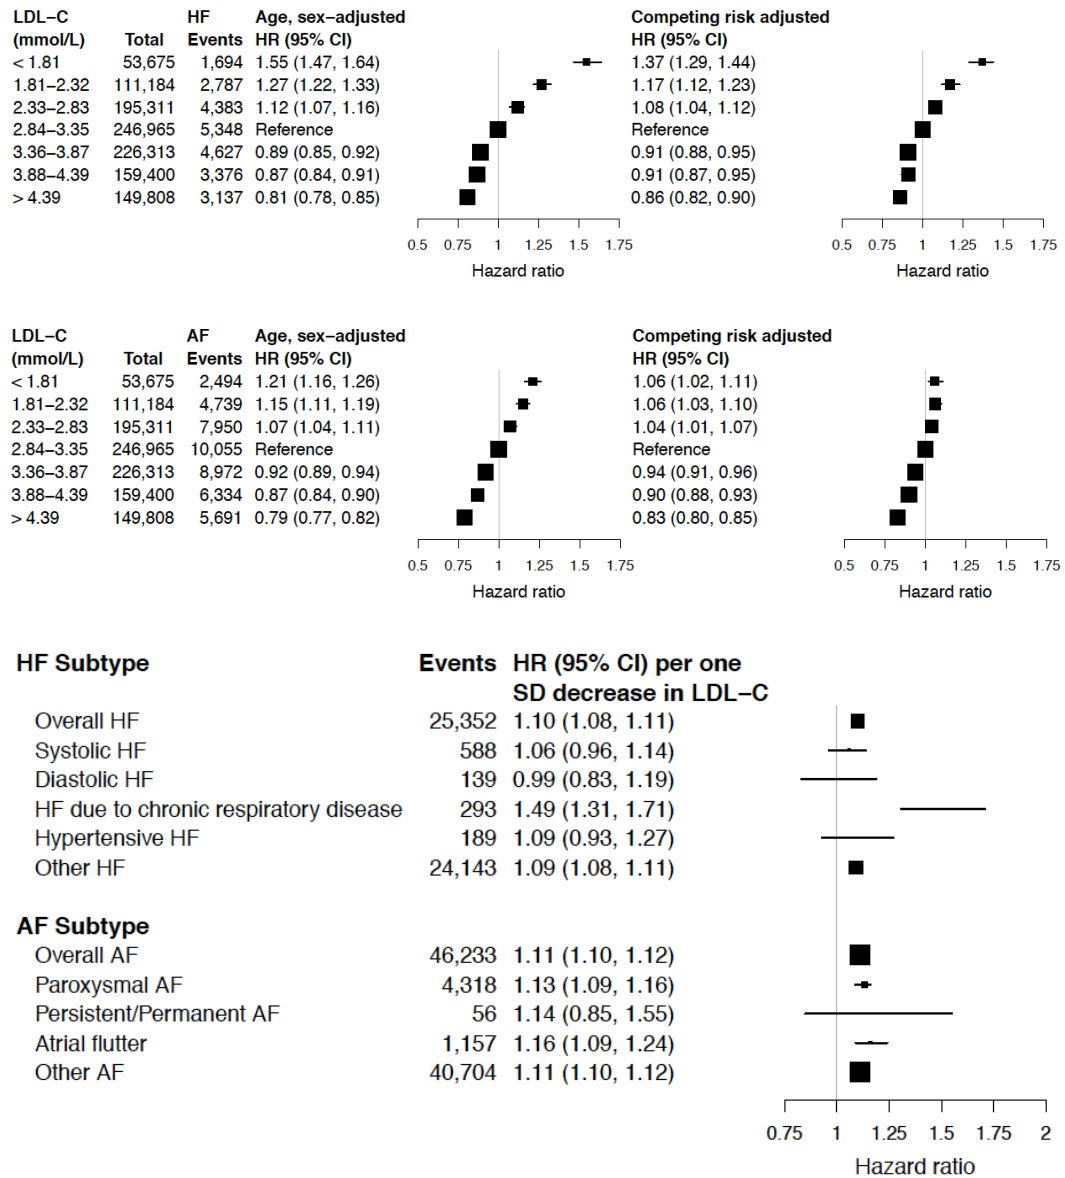 LDL−C HF Age, sex−adjusted Competing risk adjusted
(mmol/L) Total Events HR (95% CI) HR (95% CI)
< 1.81 53,675 1,694 1.55 (1.47, 1.64) 1.37 (1.29, 1.44)
1.81−2.32 111,184 2,787 1.27 (1.22, 1.33) 1.17 (1.12, 1.23)
2.33−2.83 195,311 4,383 1.12 (1.07, 1.16) 1.08 (1.04, 1.12)
2.84−3.35 246,965 5,348 Reference Reference
3.36−3.87 226,313 4,627 0.89 (0.85, 0.92) 0.91 (0.88, 0.95)
3.88−4.39 159,400 3,376 0.87 (0.84, 0.91) 0.91 (0.87, 0.95)
> 4.39 149,808 3,137 0.81 (0.78, 0.85) 0.86 (0.82, 0.90)
0.5 0.75 1 1.25 1.5 1.75 0.5 0.75 1 1.25 1.5 1.75
Hazard ratio Hazard ratio
LDL−C AF Age, sex−adjusted Competing risk adjusted
(mmol/L) Total Events HR (95% CI) HR (95% CI)
< 1.81 53,675 2,494 1.21 (1.16, 1.26) 1.06 (1.02, 1.11)
1.81−2.32 111,184 4,739 1.15 (1.11, 1.19) 1.06 (1.03, 1.10)
2.33−2.83 195,311 7,950 1.07 (1.04, 1.11) 1.04 (1.01, 1.07)
2.84−3.35 246,965 10,055 Reference Reference
3.36−3.87 226,313 8,972 0.92 (0.89, 0.94) 0.94 (0.91, 0.96)
3.88−4.39 159,400 6,334 0.87 (0.84, 0.90) 0.90 (0.88, 0.93)
> 4.39 149,808 5,691 0.79 (0.77, 0.82) 0.83 (0.80, 0.85)
0.5 0.75 1 1.25 1.5 1.75 0.5 0.75 1 1.25 1.5 1.75
Hazard ratio Hazard ratio
HF Subtype Events HR (95% CI) per one
SD decrease in LDL−C
Overall HF 25,352 1.10 (1.08, 1.11)
Systolic HF 588 1.06 (0.96, 1.14)
Diastolic HF 139 0.99 (0.83, 1.19)
HF due to chronic respiratory disease 293 1.49 (1.31, 1.71)
Hypertensive HF 189 1.09 (0.93, 1.27)
Other HF 24,143 1.09 (1.08, 1.11)
AF Subtype
Overall AF 46,233 1.11 (1.10, 1.12)
Paroxysmal AF 4,318 1.13 (1.09, 1.16)
Persistent/Permanent AF 56 1.14 (0.85, 1.55)
Atrial flutter 1,157 1.16 (1.09, 1.24)
Other AF 40,704 1.11 (1.10, 1.12)
0.75 1 1.25 1.5 1.75 2
Hazard ratio